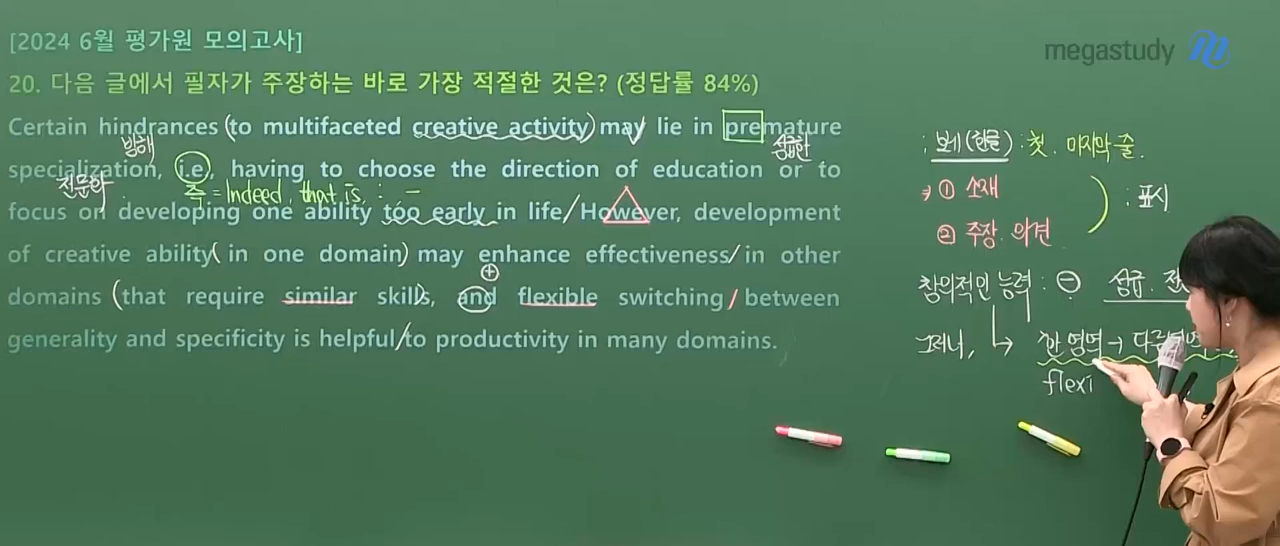 [2024 6월 평가원 모의고사]
megastudy
20. 다음 글에서 필자가 주장하는 바로 가장 적절한 것은? (정답률 84%)
Certain hindrances (to multifaceted creative activity) may lie in premature
방해
성급한
specialization, i.e., having to choose the direction of education or to
전문화
즉 = Indeed, that is, : -
focus on developing one ability too early in life/ However, development
of creative ability( in one domain) may enhance effectiveness/ in other
+
domains (that require similar skills), and flexible switching / between
generality and specificity is helpful/to productivity in many domains.
: 보기 (한글) : 첫. 마지막 줄.
→ ① 소재
② 주장. 의견
: 표시
창의적인 능력 : ⊖ 성급.
그러나, → 한 영역 →
flexi